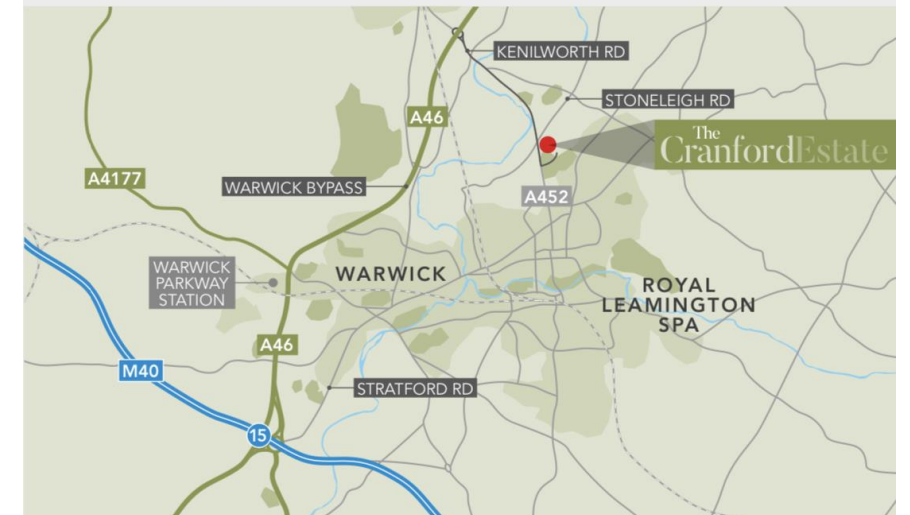 KENILWORTH RD
STONELEIGH RD
A46
The
CranfordEstate
A4177
WARWICK BYPASS
A452
WARWICK
PARKWAY
STATION
WARWICK
ROYAL
LEAMINGTON
SPA
A46
M40
STRATFORD RD
15